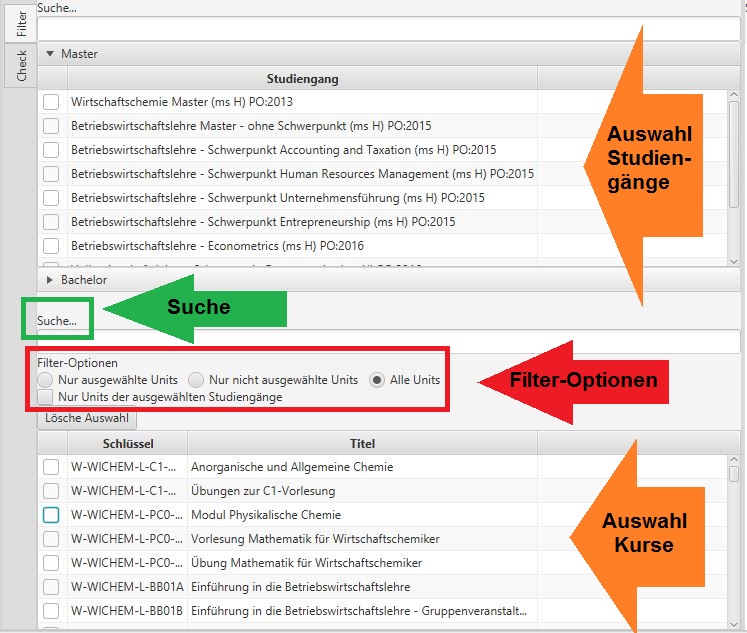 Suche...
Filter
Check
Master
Studiengang
Wirtschaftschemie Master (ms H) PO:2013
Betriebswirtschaftslehre Master - ohne Schwerpunkt (ms H) PO:2015
Betriebswirtschaftslehre - Schwerpunkt Accounting and Taxation (ms H) PO:2015
Betriebswirtschaftslehre - Schwerpunkt Human Resources Management (ms H) PO:2015
Betriebswirtschaftslehre - Schwerpunkt Unternehmensführung (ms H) PO:2015
Betriebswirtschaftslehre - Schwerpunkt Entrepreneurship (ms H) PO:2015
Betriebswirtschaftslehre - Econometrics (ms H) PO:2016
Auswahl
Studien-
gänge
Bachelor
Suche...
Suche
Filter-Optionen
Nur ausgewählte Units Nur nicht ausgewählte Units Alle Units
Nur Units der ausgewählten Studiengänge
Filter-Optionen
Lösche Auswahl
Schlüssel Titel
W-WICHEM-L-C1-... Anorganische und Allgemeine Chemie
W-WICHEM-L-C1-... Übungen zur C1-Vorlesung
W-WICHEM-L-PC0-... Modul Physikalische Chemie
W-WICHEM-L-PC0-... Vorlesung Mathematik für Wirtschaftschemiker
W-WICHEM-L-PC0-... Übung Mathematik für Wirtschaftschemiker
W-WICHEM-L-BB01A Einführung in die Betriebswirtschaftslehre
W-WICHEM-L-BB01B Einführung in die Betriebswirtschaftslehre - Gruppenveranstalt...
Auswahl
Kurse